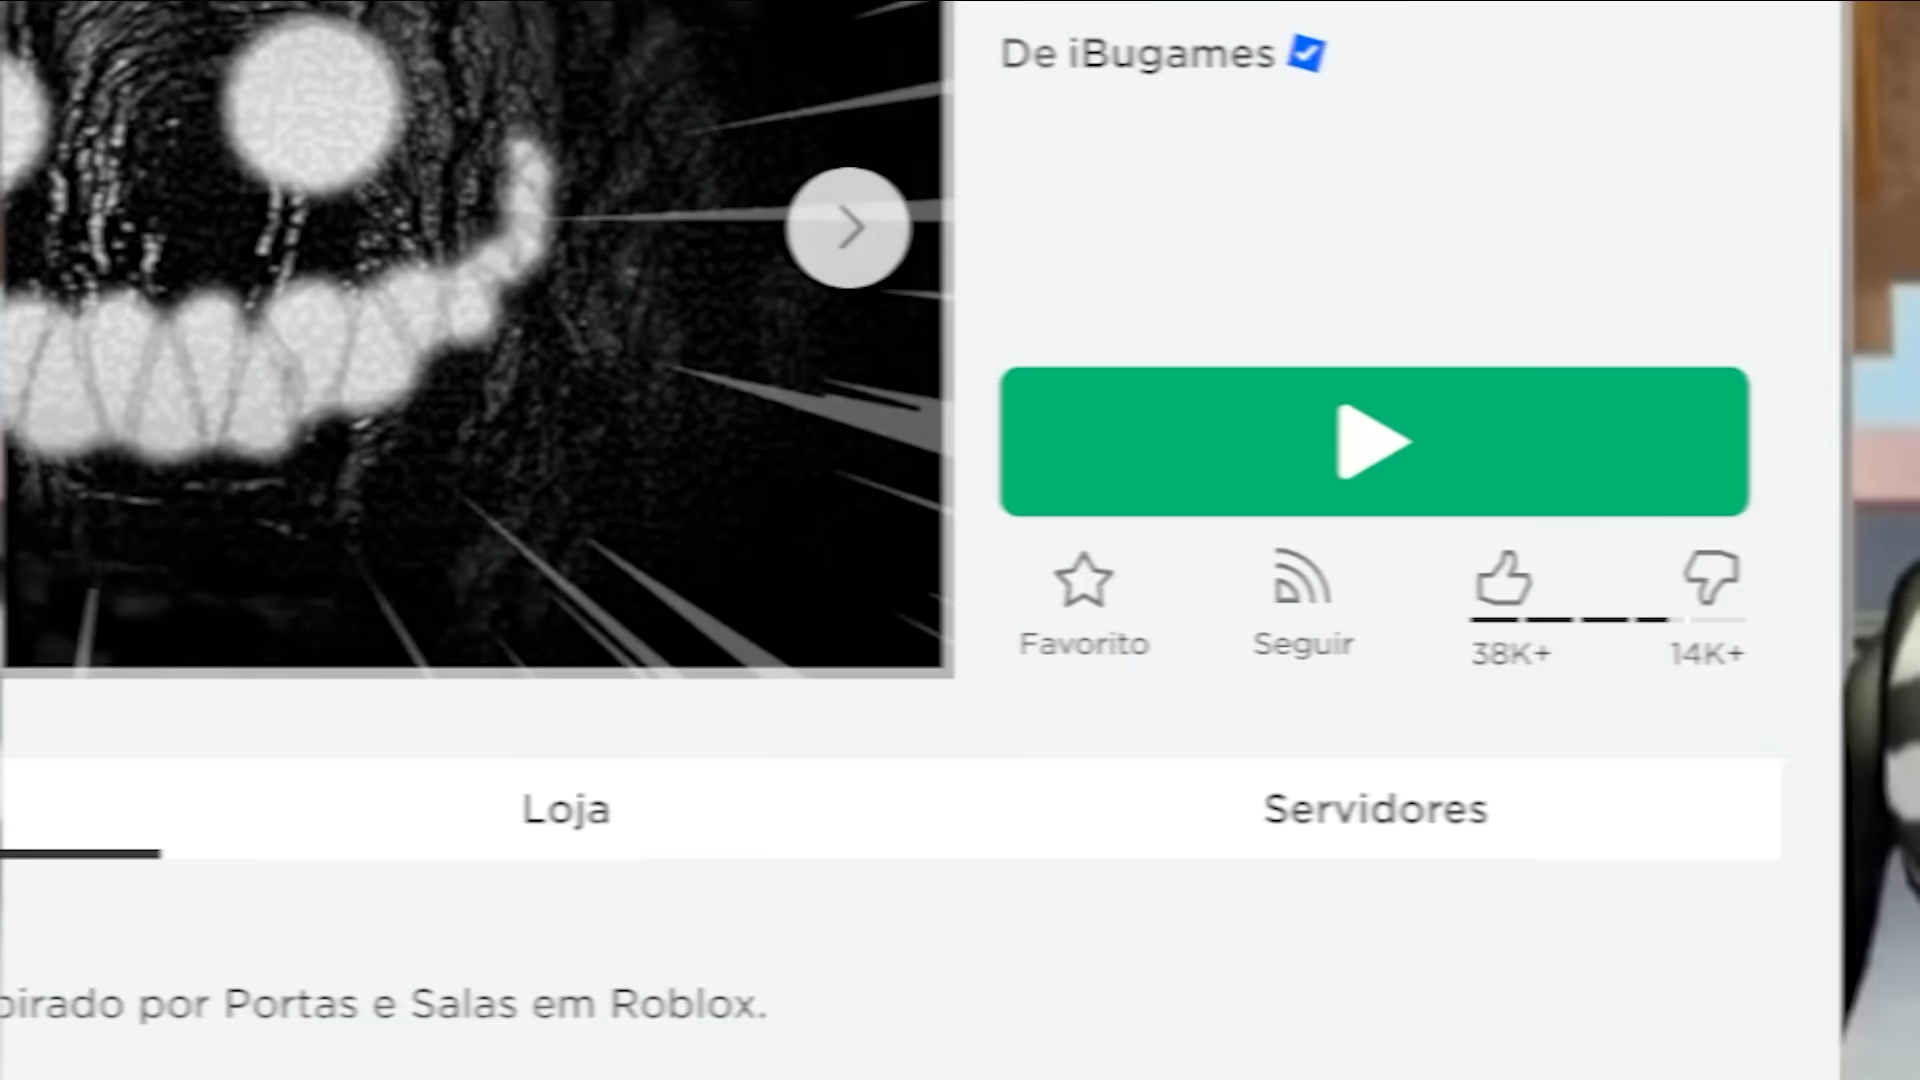 De iBugames
Favorito
Seguir
38K+
14K+
Loja
Servidores
pirado por Portas e Salas em Roblox.